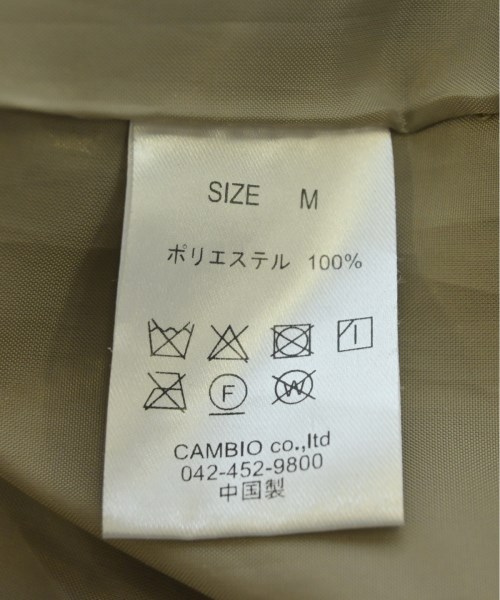 SIZE M
ポリエステル 100%
F
W
CAMBIO co.,ltd
042-452-9800
中国製